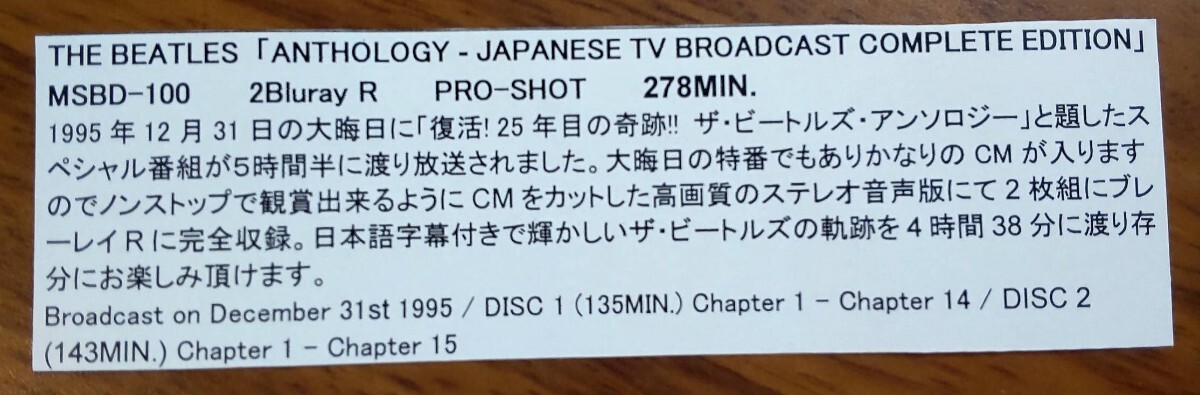 THE BEATLES 「ANTHOLOGY - JAPANESE TV BROADCAST COMPLETE EDITION」
MSBD-100 2Bluray R PRO-SHOT 278MIN.
1995 年 12 月 31 日の大晦日に「復活! 25 年目の奇跡!! ザ・ビートルズ・アンソロジー」と題したス
ペシャル番組が5時間半に渡り放送されました。大晦日の特番でもありかなりの CM が入ります
のでノンストップで観賞出来るように CM をカットした高画質のステレオ音声版にて 2 枚組にブレ
ーレイ R に完全収録。日本語字幕付きで輝かしいザ・ビートルズの軌跡を 4 時間 38 分に渡り存
分にお楽しみ頂けます。
Broadcast on December 31st 1995 / DISC 1 (135MIN.) Chapter 1 - Chapter 14 / DISC 2
(143MIN.) Chapter 1 - Chapter 15